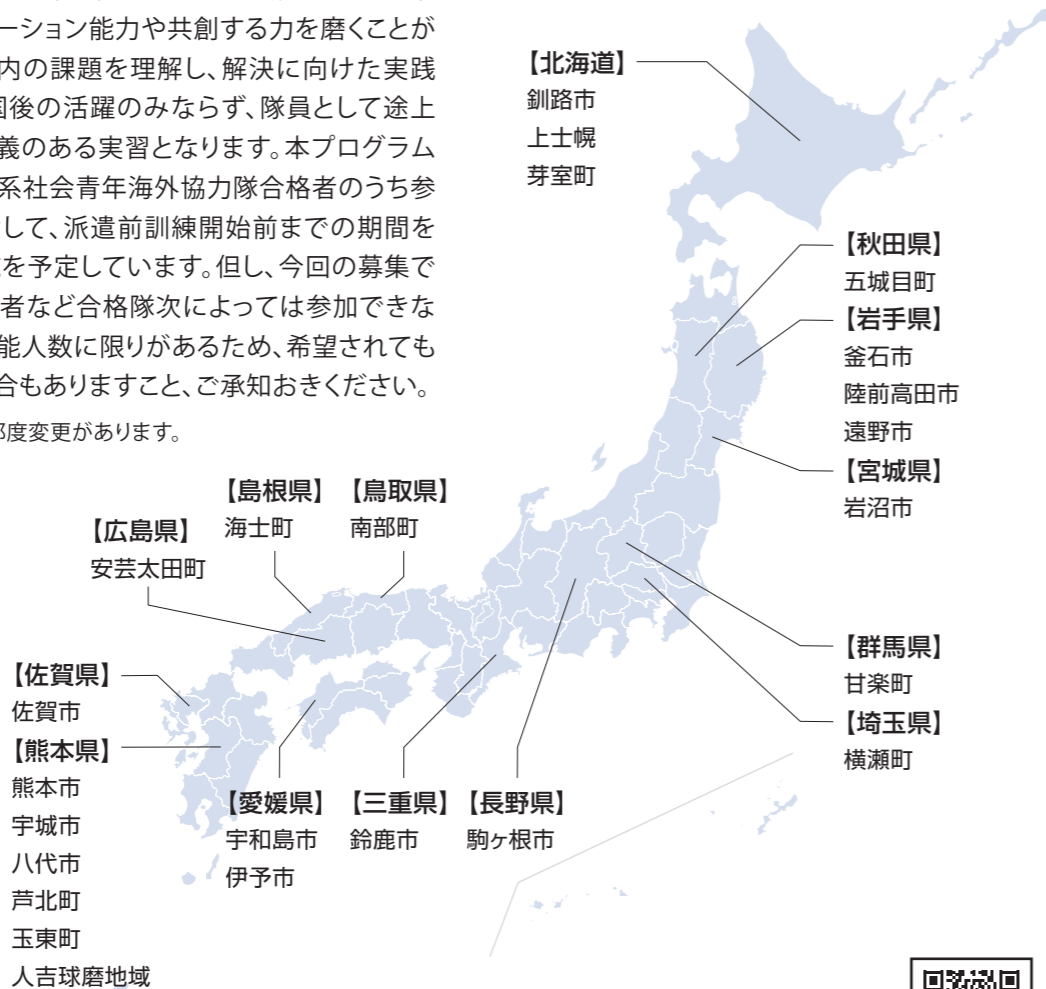 ーション能力や共創する力を磨くことが
内の課題を理解し、解決に向けた実践
国後の活躍のみならず、隊員として途上
義のある実習となります。本プログラム
系社会青年海外協力隊合格者のうち参
して、派遣前訓練開始前までの期間を
を予定しています。但し、今回の募集で
者など合格隊次によっては参加できな
能人数に限りがあるため、希望されても
合もありますこと、ご承知おきください。
都度変更があります。
【北海道】
釧路市
上士幌
芽室町
【秋田県】
五城目町
【岩手県】
釜石市
陸前高田市
遠野市
【宮城県】
岩沼市
【群馬県】
甘楽町
【埼玉県】
横瀬町
【島根県】
海士町
【鳥取県】
南部町
【広島県】
安芸太田町
【佐賀県】
佐賀市
【熊本県】
熊本市
宇城市
八代市
芦北町
玉東町
人吉球磨地域
【愛媛県】
宇和島市
伊予市
【三重県】
鈴鹿市
【長野県】
駒ヶ根市